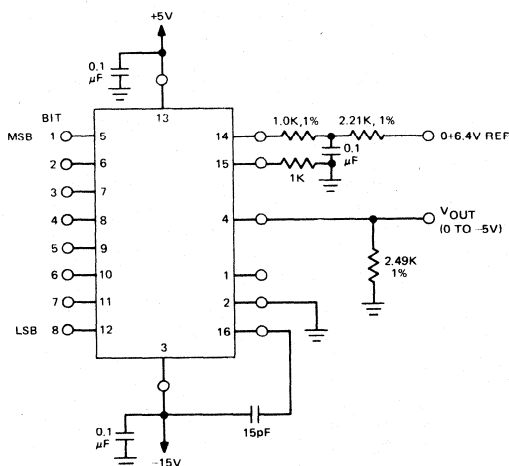 +5V
0.1
μF
BIT
13
MSB 1 5
2 6
3 7
4 8
5 9
6 10
7 11
LSB 8 12
14
1.0K,1%
2.21K, 1%
0+6.4V REF
0.1
μF
15
1K
4
VOUT
(0 TO -5V)
2.49K
1%
1
2
16
3
0.1
μF
15pF
-15V